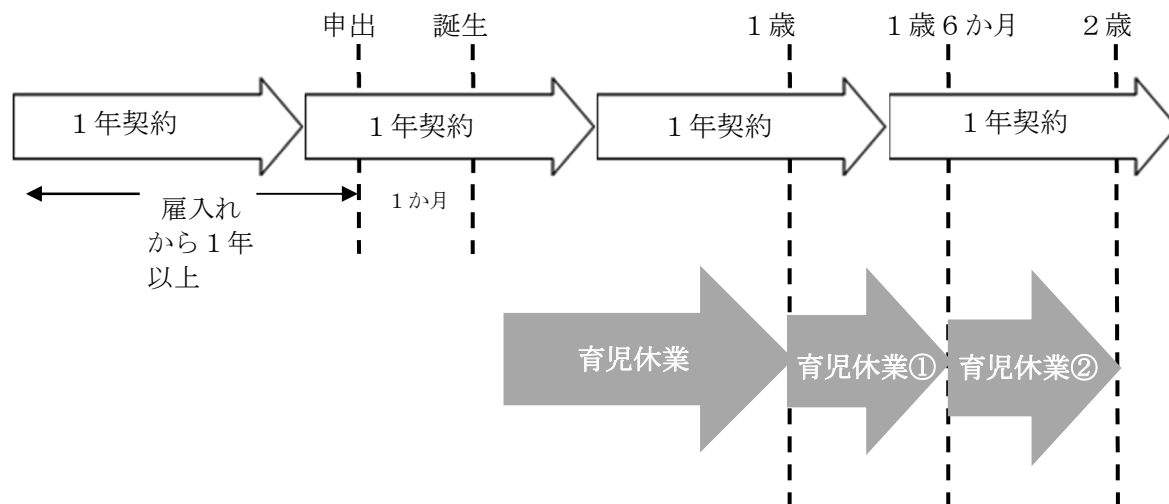 申出
誕生
１歳
１歳６か月
２歳
１年契約
１年契約
１年契約
１年契約
雇入れ
から１年
以上
１か月
育児休業
育児休業①
育児休業②